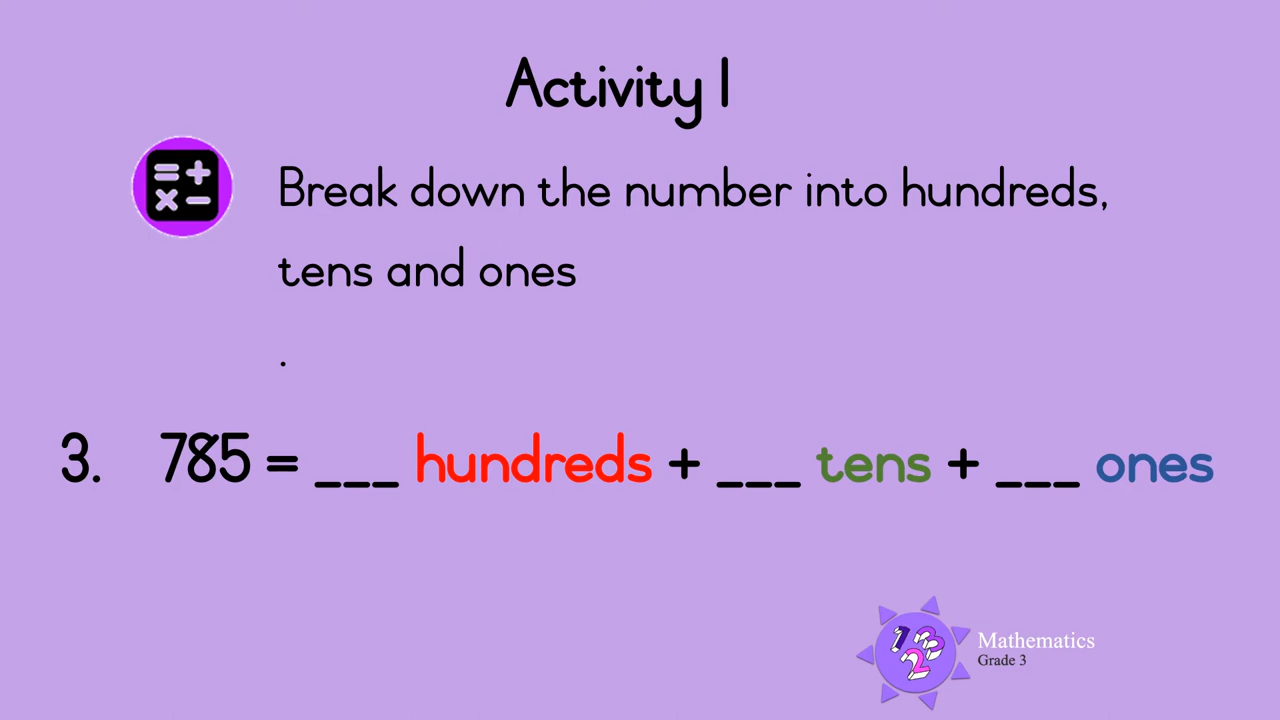 Activity 1
Break down the number into hundreds,
tens and ones
.
3. 785 = ___ hundreds + ___ tens + ___ ones
Mathematics
Grade 3